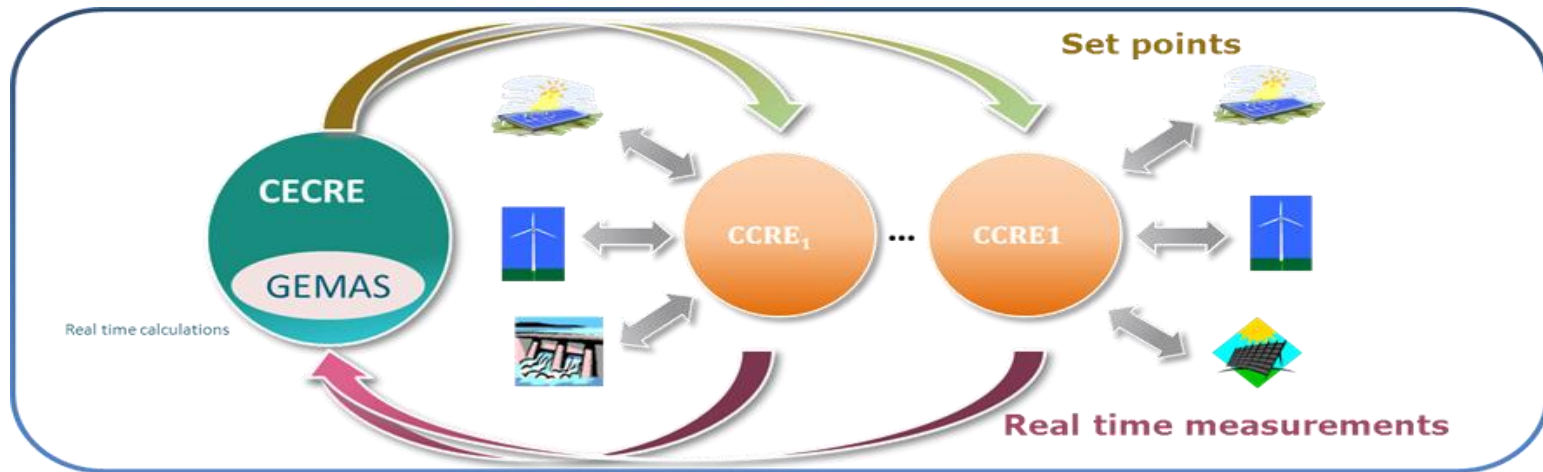 Set points
CECRE
GEMAS
Real time calculations
CCRE₁
...
CCRE1
Real time measurements